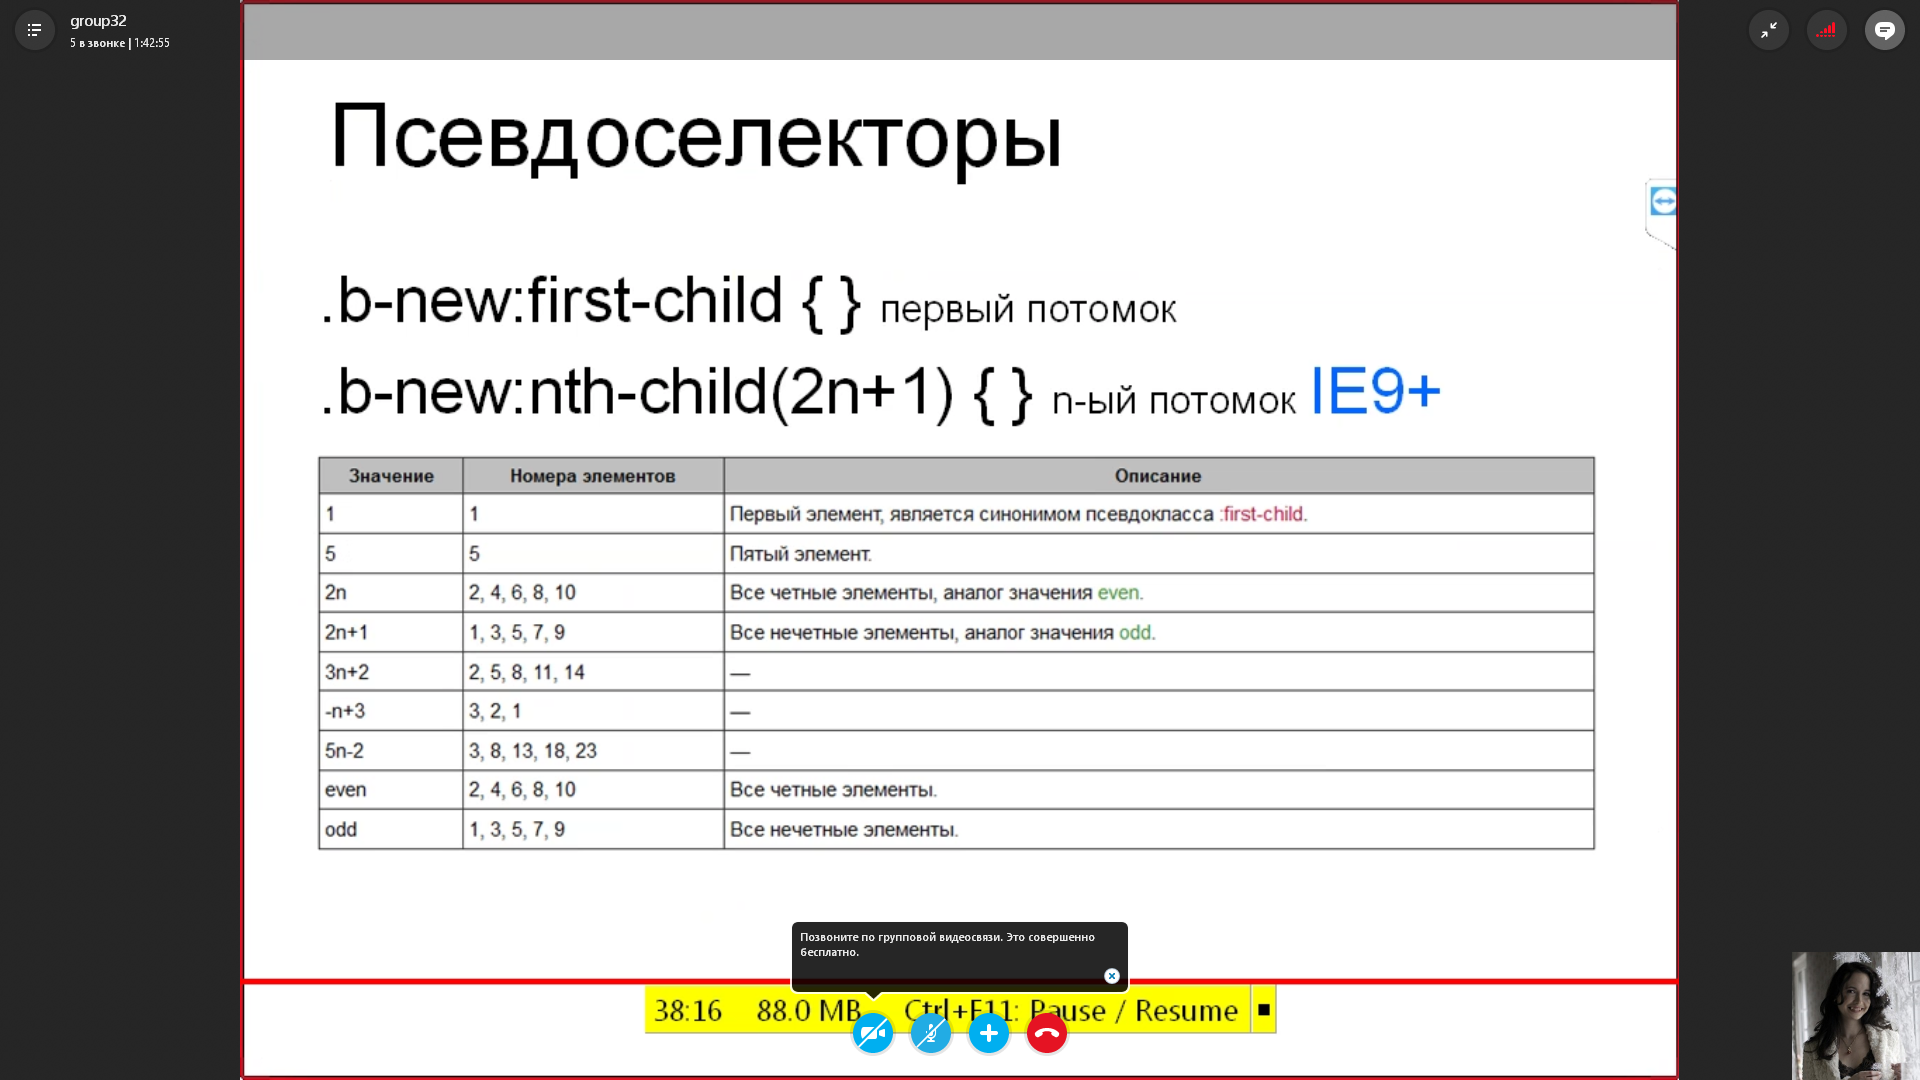 group32
5 в звонке | 1:42:55
Псевдоселекторы
.b-new:first-child { } первый потомок
.b-new:nth-child(2n+1) { } n-ый потомок IE9+
Значение Номера элементов Описание
1 1 Первый элемент, является синонимом псевдокласса :first-child.
5 5 Пятый элемент.
2n 2, 4, 6, 8, 10 Все четные элементы, аналог значения even.
2n+1 1, 3, 5, 7, 9 Все нечетные элементы, аналог значения odd.
3n+2 2, 5, 8, 11, 14 —
-n+3 3, 2, 1 —
5n-2 3, 8, 13, 18, 23 —
even 2, 4, 6, 8, 10 Все четные элементы.
odd 1, 3, 5, 7, 9 Все нечетные элементы.
Позвоните по групповой видеосвязи. Это совершенно
бесплатно.
38:16 88.0 MB Ctrl+F11: Pause / Resume